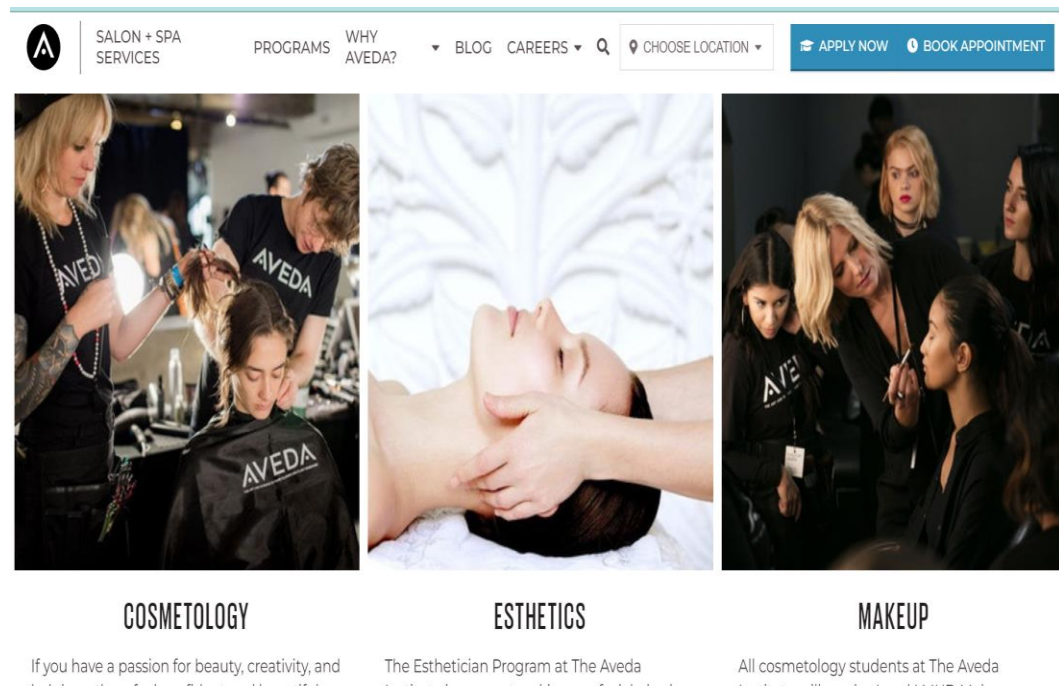 SALON + SPA
SERVICES
PROGRAMS
WHY
AVEDA?
BLOG
CAREERS
CHOOSE LOCATION
APPLY NOW
BOOK APPOINTMENT
AVEDA
AVEDA
AVEDA
COSMETOLOGY
If you have a passion for beauty, creativity, and
ESTHETICS
The Esthetician Program at The Aveda
MAKEUP
All cosmetology students at The Aveda